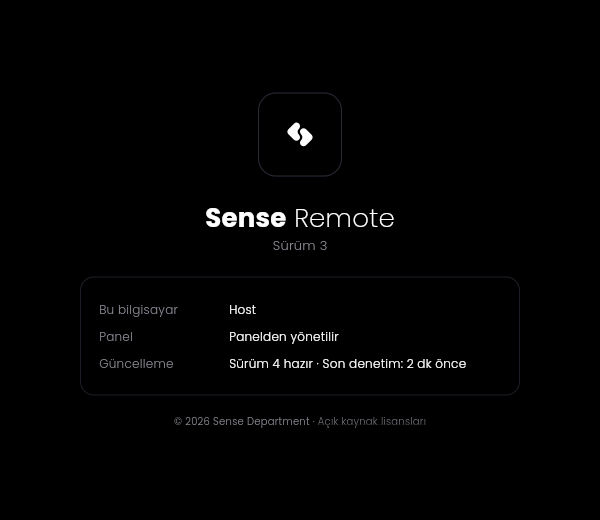 Sense Remote
Sürüm 3
Bu bilgisayar Host
Panel Panelden yönetilir
Güncelleme Sürüm 4 hazır · Son denetim: 2 dk önce
© 2026 Sense Department · Açık kaynak lisansları